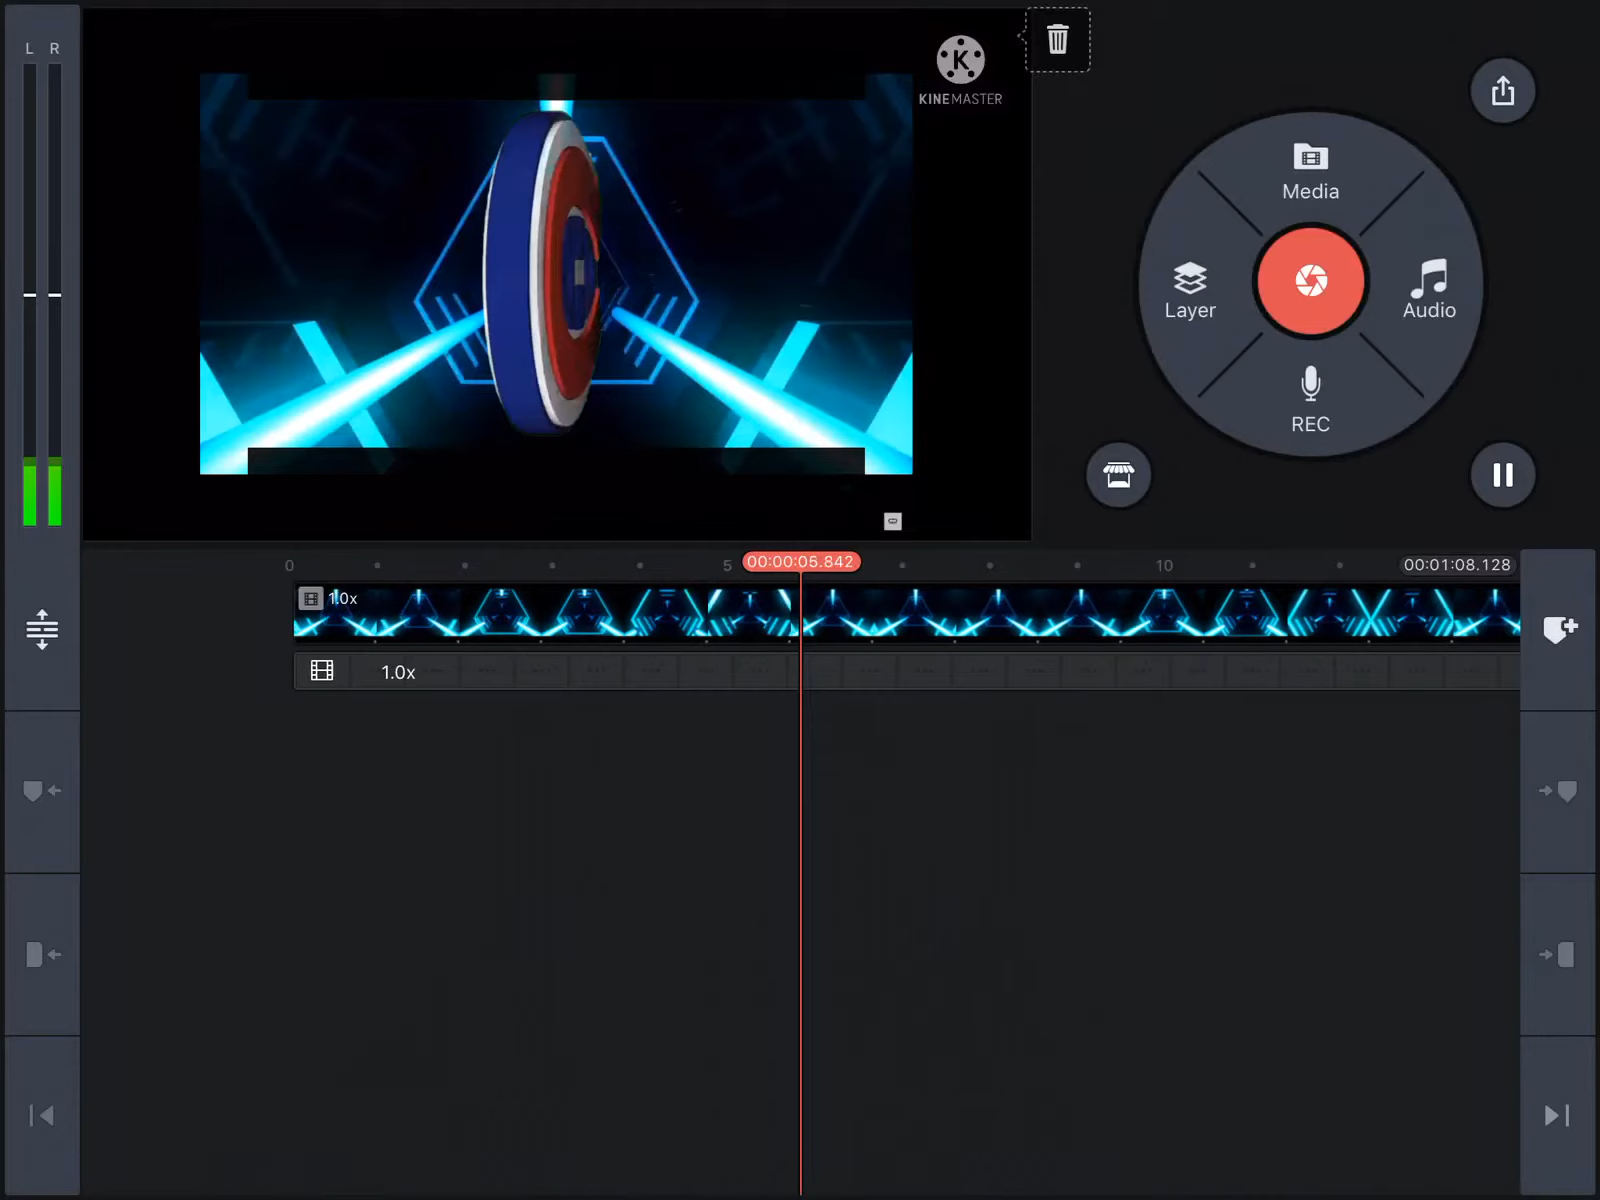 L R
K
KINEMASTER
Media
Layer
Audio
REC
0 5 00:00:05.842 10 00:01:08.128
1.0x
1.0x